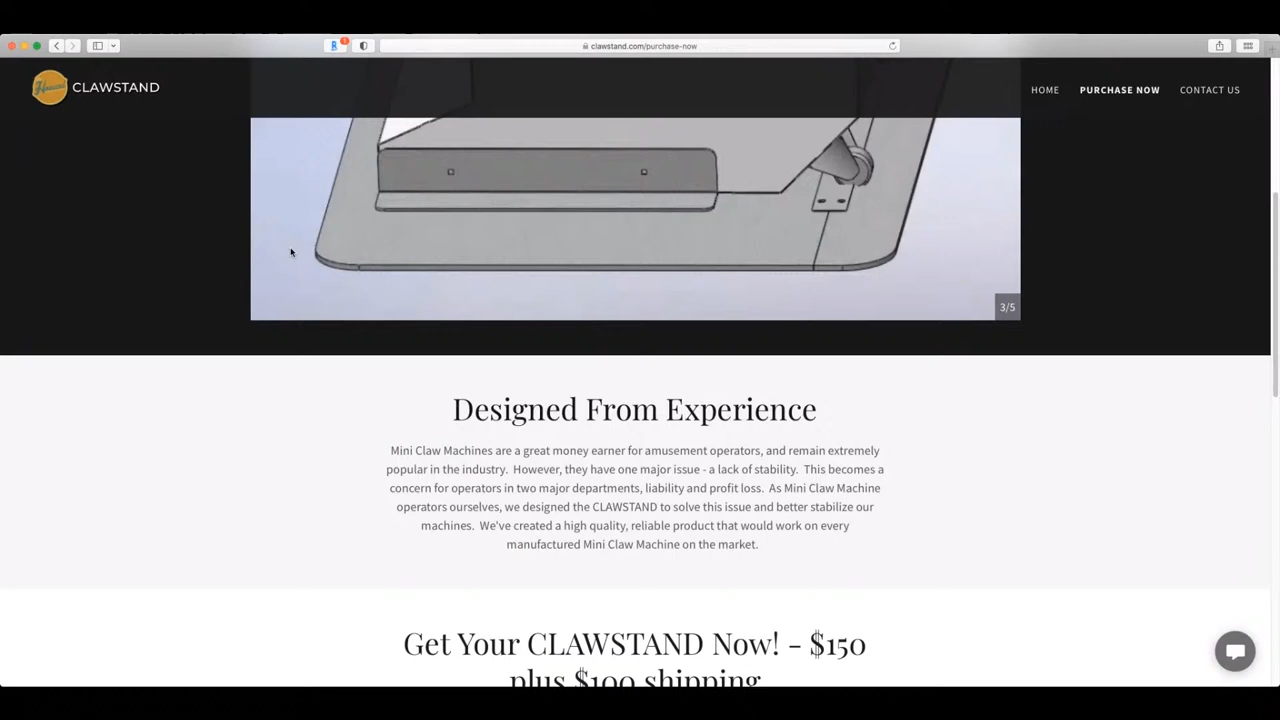 clawstand.com/purchase-now
CLAWSTAND
HOME
PURCHASE NOW
CONTACT US
3/5
Designed From Experience
Mini Claw Machines are a great money earner for amusement operators, and remain extremely
popular in the industry. However, they have one major issue - a lack of stability. This becomes a
concern for operators in two major departments, liability and profit loss. As Mini Claw Machine
operators ourselves, we designed the CLAWSTAND to solve this issue and better stabilize our
machines. We've created a high quality, reliable product that would work on every
manufactured Mini Claw Machine on the market.
Get Your CLAWSTAND Now! - $150
plus $100 shipping